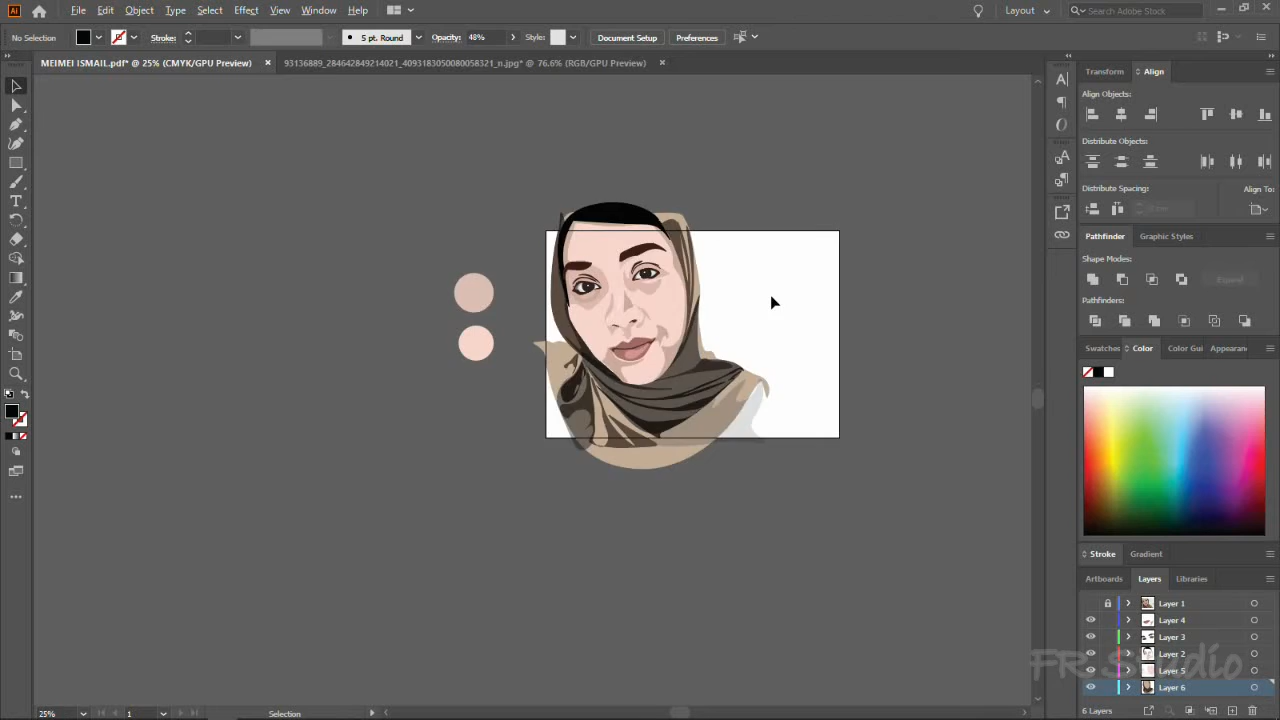 Ai File Edit Object Type Select Effect View Window Help Layout Search Adobe Stock
No Selection Stroke: 5 pt. Round Opacity: 48% Style: Document Setup Preferences
MEIMEI ISMAIL.pdf* @ 25% (CMYK/GPU Preview) 93136889_284642849214021_4093183050080058321_n.jpg* @ 76.6% (RGB/GPU Preview)
Transform Align
Align Objects:
Distribute Objects:
Distribute Spacing: Align To:
Pathfinder Graphic Styles
Shape Modes:
Expand
Pathfinders:
Swatches Color Color Gui Appearanc
Stroke Gradient
Artboards Layers Libraries
Layer 1
Layer 4
Layer 3
Layer 2
Layer 5
Layer 6
FR.Studio
6 Layers
25% 1 Selection